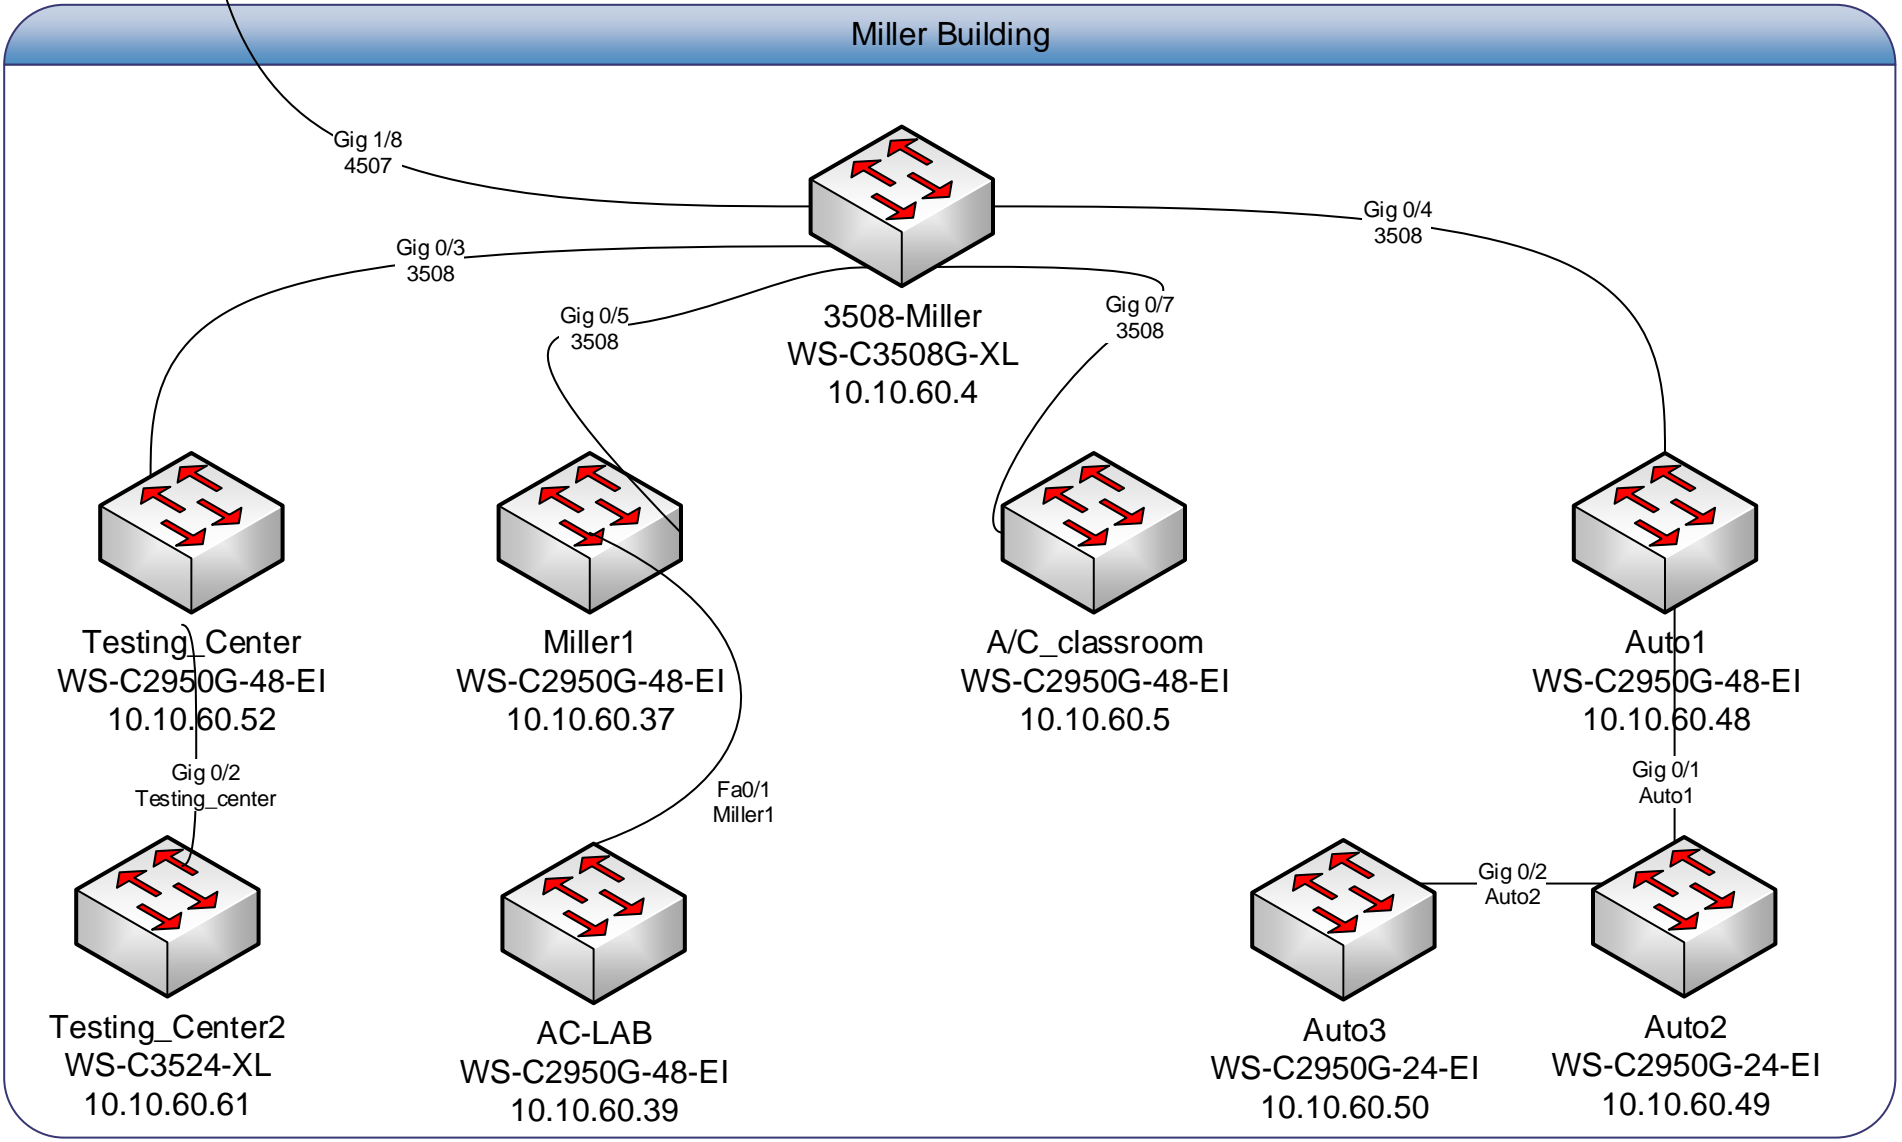 Miller Building
Gig 1/8
4507
Gig 0/4
3508
Gig 0/3
3508
Gig 0/5
3508
Gig 0/7
3508
3508-Miller
WS-C3508G-XL
10.10.60.4
Testing_Center
WS-C2950G-48-EI
10.10.60.52
Miller1
WS-C2950G-48-EI
10.10.60.37
A/C_classroom
WS-C2950G-48-EI
10.10.60.5
Auto1
WS-C2950G-48-EI
10.10.60.48
Gig 0/2
Testing_center
Fa0/1
Miller1
Gig 0/1
Auto1
Gig 0/2
Auto2
Testing_Center2
WS-C3524-XL
10.10.60.61
AC-LAB
WS-C2950G-48-EI
10.10.60.39
Auto3
WS-C2950G-24-EI
10.10.60.50
Auto2
WS-C2950G-24-EI
10.10.60.49